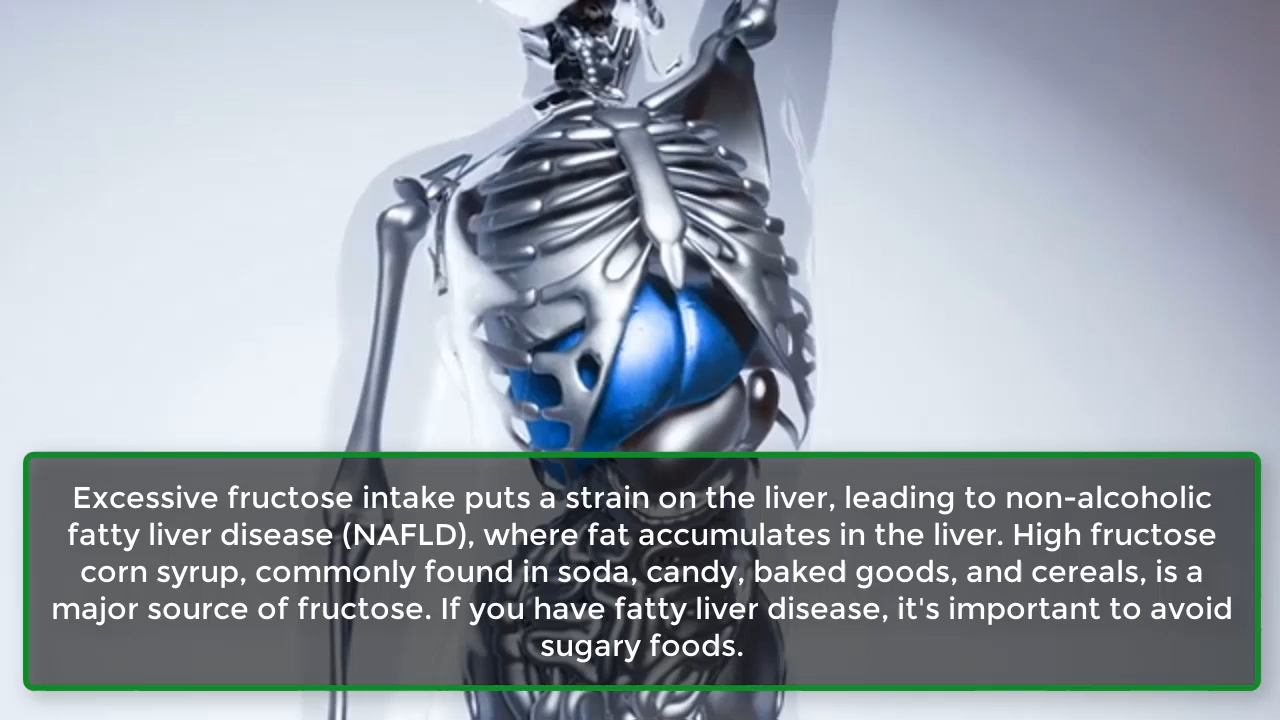 Excessive fructose intake puts a strain on the liver, leading to non-alcoholic
fatty liver disease (NAFLD), where fat accumulates in the liver. High fructose
corn syrup, commonly found in soda, candy, baked goods, and cereals, is a
major source of fructose. If you have fatty liver disease, it's important to avoid
sugary foods.